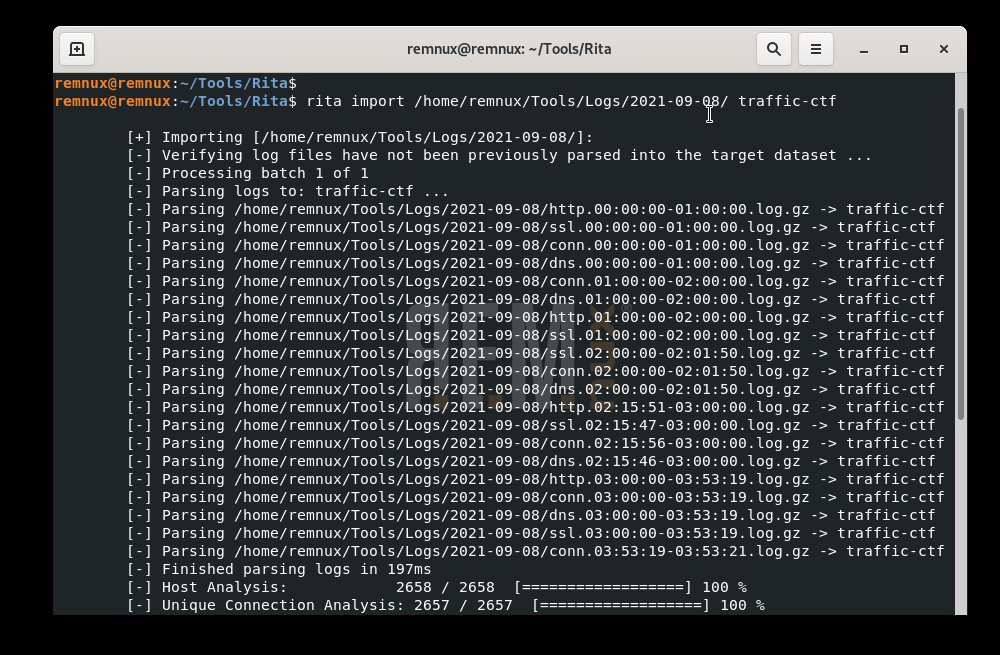 remnux@remnux: ~/Tools/Rita
remnux@remnux:~/Tools/Rita$
remnux@remnux:~/Tools/Rita$ rita import /home/remnux/Tools/Logs/2021-09-08/ traffic-ctf
[+] Importing [/home/remnux/Tools/Logs/2021-09-08/]:
[-] Verifying log files have not been previously parsed into the target dataset ...
[-] Processing batch 1 of 1
[-] Parsing logs to: traffic-ctf ...
[-] Parsing /home/remnux/Tools/Logs/2021-09-08/http.00:00:00-01:00:00.log.gz -> traffic-ctf
[-] Parsing /home/remnux/Tools/Logs/2021-09-08/ssl.00:00:00-01:00:00.log.gz -> traffic-ctf
[-] Parsing /home/remnux/Tools/Logs/2021-09-08/conn.00:00:00-01:00:00.log.gz -> traffic-ctf
[-] Parsing /home/remnux/Tools/Logs/2021-09-08/dns.00:00:00-01:00:00.log.gz -> traffic-ctf
[-] Parsing /home/remnux/Tools/Logs/2021-09-08/conn.01:00:00-02:00:00.log.gz -> traffic-ctf
[-] Parsing /home/remnux/Tools/Logs/2021-09-08/dns.01:00:00-02:00:00.log.gz -> traffic-ctf
[-] Parsing /home/remnux/Tools/Logs/2021-09-08/http.01:00:00-02:00:00.log.gz -> traffic-ctf
[-] Parsing /home/remnux/Tools/Logs/2021-09-08/ssl.01:00:00-02:00:00.log.gz -> traffic-ctf
[-] Parsing /home/remnux/Tools/Logs/2021-09-08/ssl.02:00:00-02:01:50.log.gz -> traffic-ctf
[-] Parsing /home/remnux/Tools/Logs/2021-09-08/conn.02:00:00-02:01:50.log.gz -> traffic-ctf
[-] Parsing /home/remnux/Tools/Logs/2021-09-08/dns.02:00:00-02:01:50.log.gz -> traffic-ctf
[-] Parsing /home/remnux/Tools/Logs/2021-09-08/http.02:15:51-03:00:00.log.gz -> traffic-ctf
[-] Parsing /home/remnux/Tools/Logs/2021-09-08/ssl.02:15:47-03:00:00.log.gz -> traffic-ctf
[-] Parsing /home/remnux/Tools/Logs/2021-09-08/conn.02:15:56-03:00:00.log.gz -> traffic-ctf
[-] Parsing /home/remnux/Tools/Logs/2021-09-08/dns.02:15:46-03:00:00.log.gz -> traffic-ctf
[-] Parsing /home/remnux/Tools/Logs/2021-09-08/http.03:00:00-03:53:19.log.gz -> traffic-ctf
[-] Parsing /home/remnux/Tools/Logs/2021-09-08/conn.03:00:00-03:53:19.log.gz -> traffic-ctf
[-] Parsing /home/remnux/Tools/Logs/2021-09-08/dns.03:00:00-03:53:19.log.gz -> traffic-ctf
[-] Parsing /home/remnux/Tools/Logs/2021-09-08/ssl.03:00:00-03:53:19.log.gz -> traffic-ctf
[-] Parsing /home/remnux/Tools/Logs/2021-09-08/conn.03:53:19-03:53:21.log.gz -> traffic-ctf
[-] Finished parsing logs in 197ms
[-] Host Analysis:            2658 / 2658  [==================] 100 %
[-] Unique Connection Analysis: 2657 / 2657  [==================] 100 %